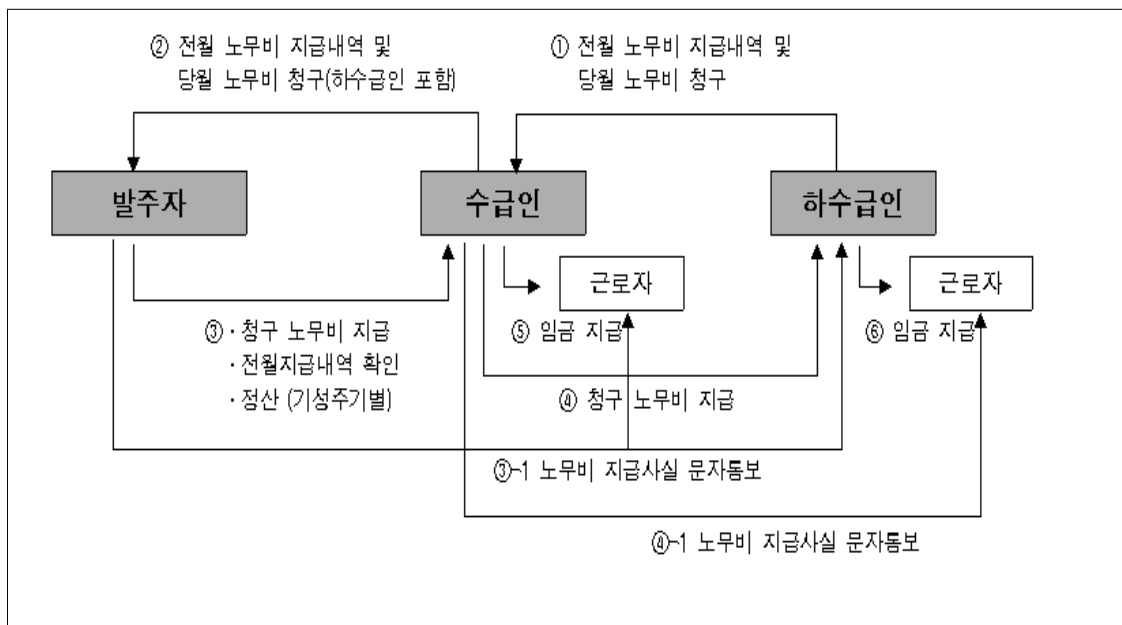 ② 전월 노무비 지급내역 및
당월 노무비 청구(하수급인 포함)
① 전월 노무비 지급내역 및
당월 노무비 청구
발주자
수급인
하수급인
근로자
근로자
③ · 청구 노무비 지급
· 전월지급내역 확인
· 정산 (기성주기별)
⑤ 임금 지급
⑥ 임금 지급
④ 청구 노무비 지급
③-1 노무비 지급사실 문자통보
④-1 노무비 지급사실 문자통보